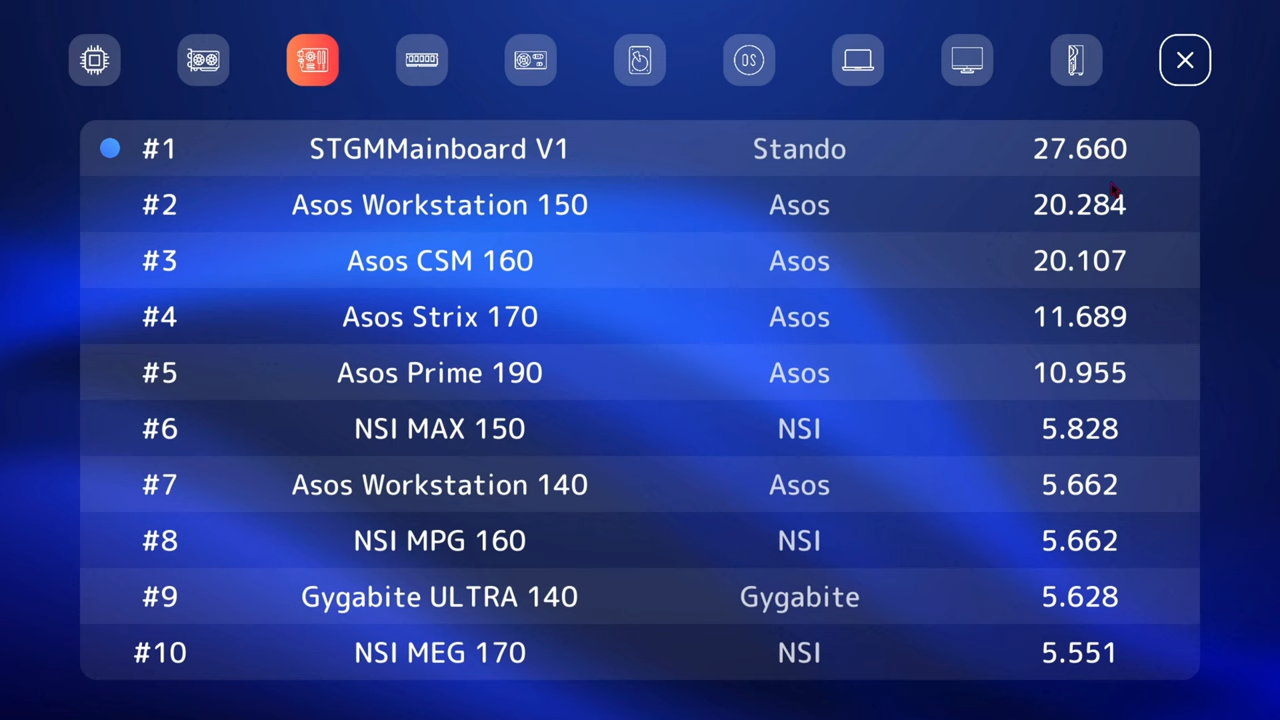 OS
#1 STGMMainboard V1 Stando 27.660
#2 Asos Workstation 150 Asos 20.284
#3 Asos CSM 160 Asos 20.107
#4 Asos Strix 170 Asos 11.689
#5 Asos Prime 190 Asos 10.955
#6 NSI MAX 150 NSI 5.828
#7 Asos Workstation 140 Asos 5.662
#8 NSI MPG 160 NSI 5.662
#9 Gygabite ULTRA 140 Gygabite 5.628
#10 NSI MEG 170 NSI 5.551